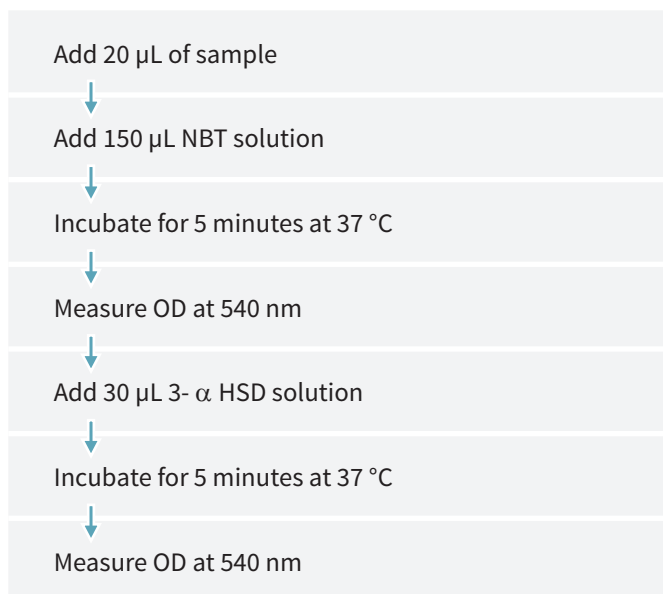 Add 20 µL of sample
Add 150 µL NBT solution
Incubate for 5 minutes at 37 °C
Measure OD at 540 nm
Add 30 µL 3- α HSD solution
Incubate for 5 minutes at 37 °C
Measure OD at 540 nm